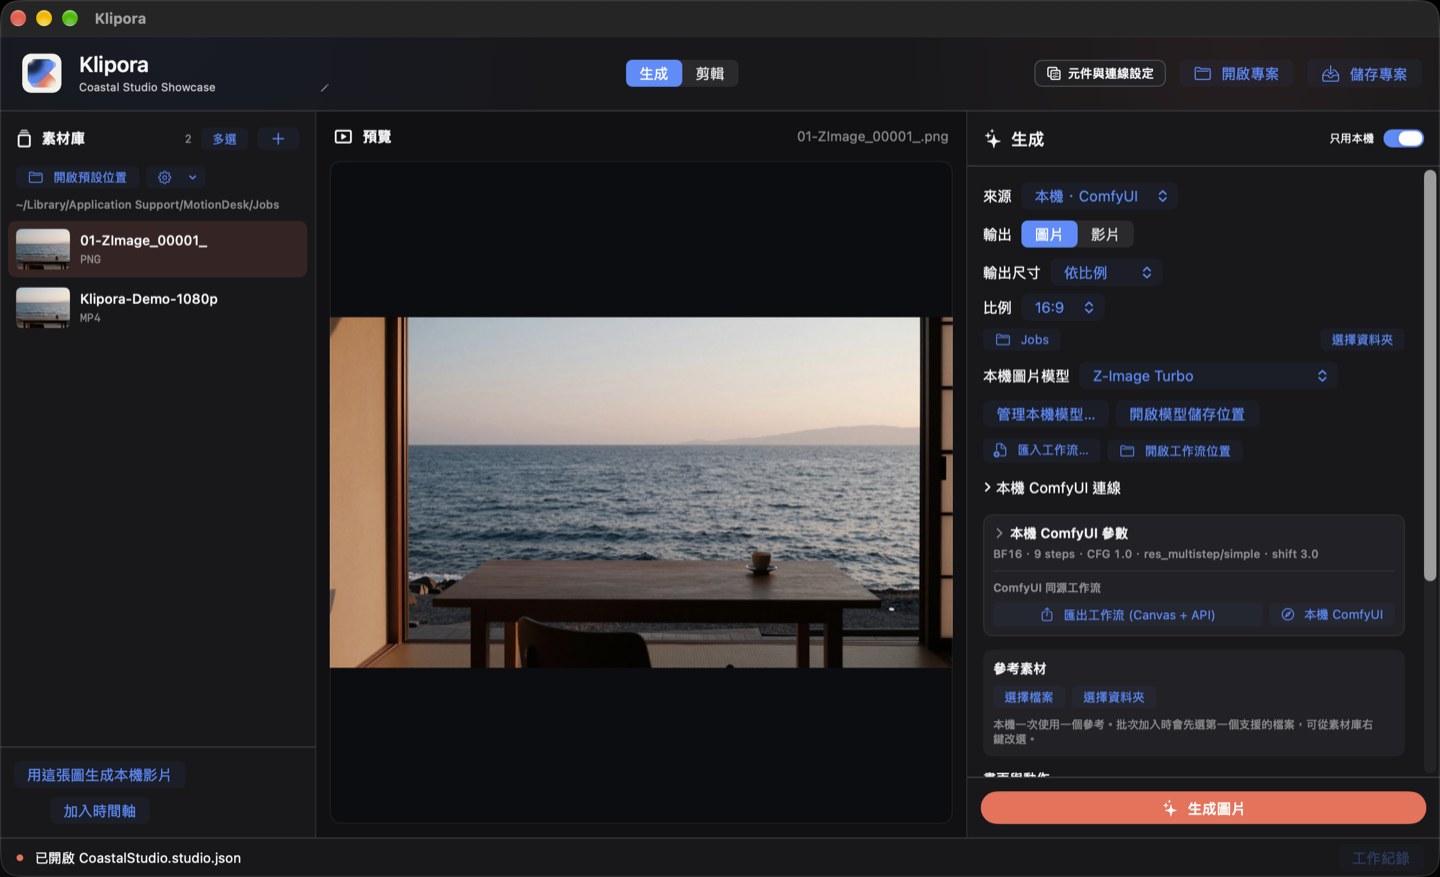 Klipora
Klipora
Coastal Studio Showcase
生成
剪輯
元件與連線設定
開啟專案
儲存專案
素材庫
2
多選
開啟預設位置
~/Library/Application Support/MotionDesk/Jobs
01-ZImage_00001_
PNG
Klipora-Demo-1080p
MP4
用這張圖生成本機影片
加入時間軸
預覽
01-ZImage_00001_.png
生成
只用本機
來源
本機 · ComfyUI
輸出
圖片
影片
輸出尺寸
依比例
比例
16:9
Jobs
選擇資料夾
本機圖片模型
Z-Image Turbo
管理本機模型...
開啟模型儲存位置
匯入工作流...
開啟工作流位置
本機 ComfyUI 連線
本機 ComfyUI 參數
BF16 · 9 steps · CFG 1.0 · res_multistep/simple · shift 3.0
ComfyUI 同源工作流
匯出工作流 (Canvas + API)
本機 ComfyUI
參考素材
選擇檔案
選擇資料夾
本機一次使用一個參考。批次加入時會先選第一個支援的檔案，可從素材庫右
鍵改選。
生成圖片
已開啟 CoastalStudio.studio.json
工作紀錄